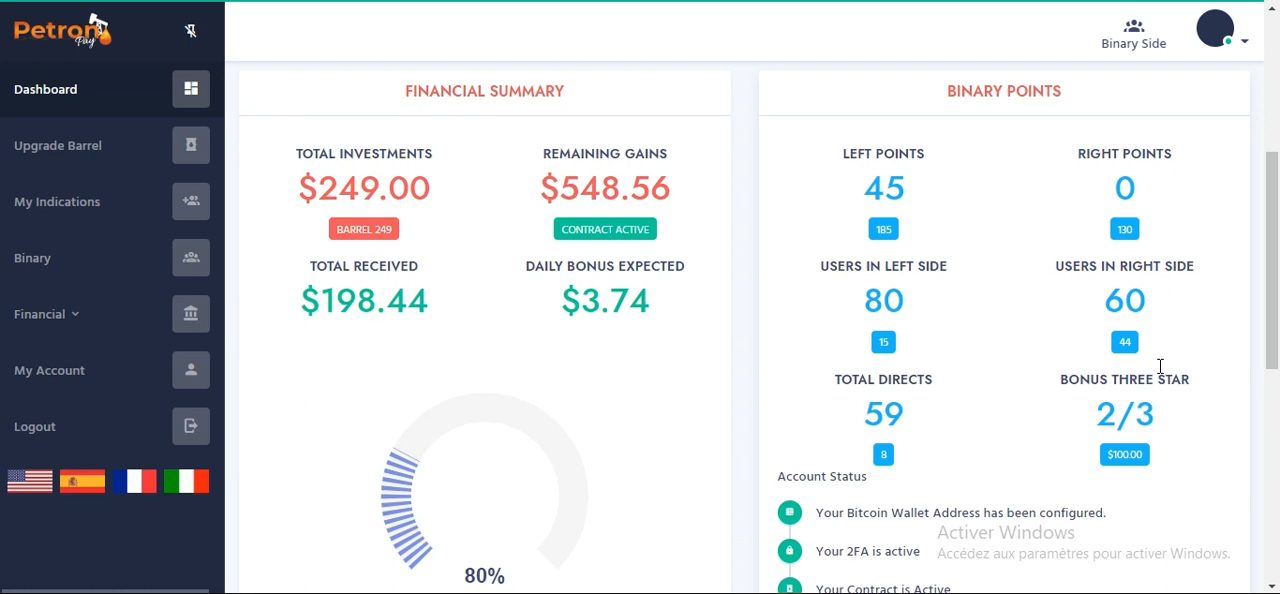 Petron
Pay
Binary Side
Dashboard
Upgrade Barrel
My Indications
Binary
Financial
My Account
Logout
FINANCIAL SUMMARY
TOTAL INVESTMENTS
$249.00
BARREL 249
REMAINING GAINS
$548.56
CONTRACT ACTIVE
TOTAL RECEIVED
$198.44
DAILY BONUS EXPECTED
$3.74
80%
BINARY POINTS
LEFT POINTS
45
185
RIGHT POINTS
0
130
USERS IN LEFT SIDE
80
15
USERS IN RIGHT SIDE
60
44
TOTAL DIRECTS
59
8
BONUS THREE STAR
2/3
$100.00
Account Status
Your Bitcoin Wallet Address has been configured.
Your 2FA is active
Your Contract is Active
Activer Windows
Accédez aux paramètres pour activer Windows.